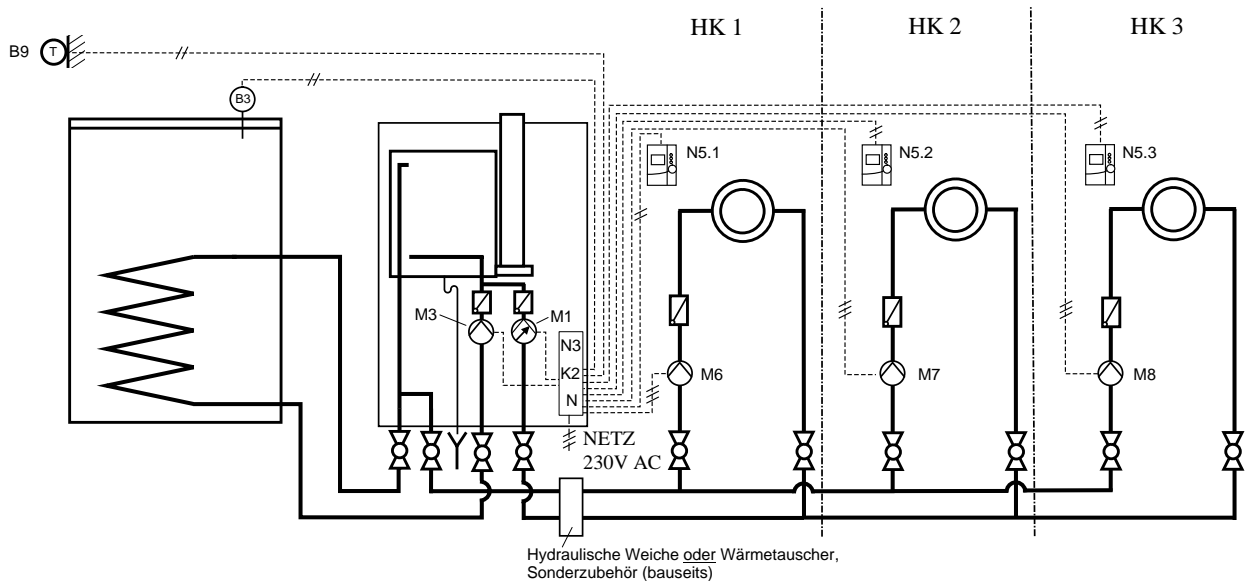 HK 1
HK 2
HK 3
B9
T
B3
N5.1
N5.2
N5.3
M3
M1
N3
K2
N
M6
M7
M8
NETZ
230V AC
Hydraulische Weiche oder Wärmetauscher,
Sonderzubehör (bauseits)